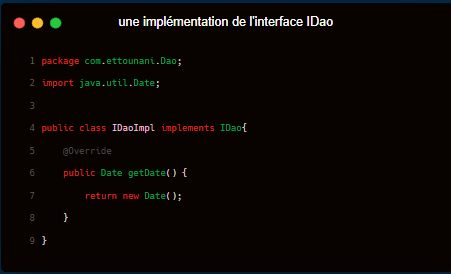 une implémentation de l'interface IDao
1 package com.ettounani.Dao;
2 import java.util.Date;
3
4 public class IDaoImpl implements IDao{
5     @Override
6     public Date getDate() {
7         return new Date();
8     }
9 }